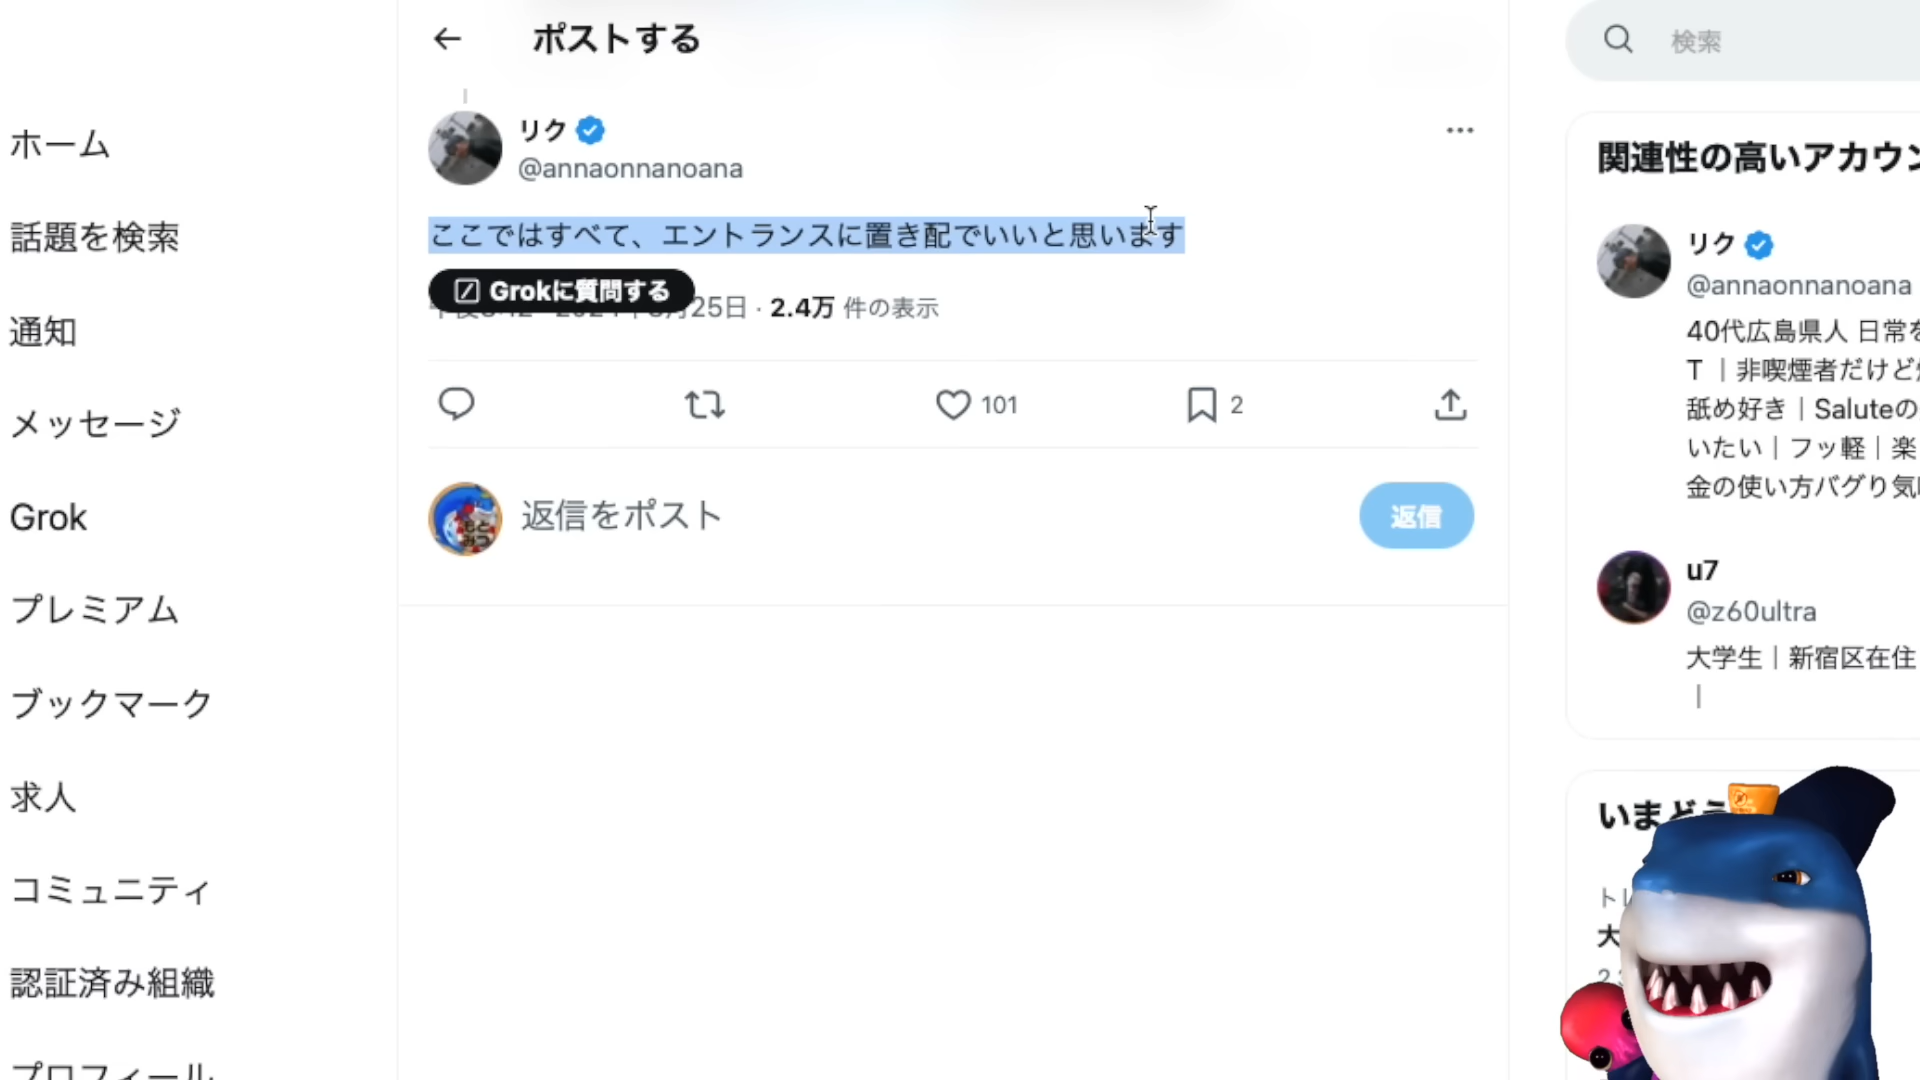 ポストする
検索
ホーム
話題を検索
通知
メッセージ
Grok
プレミアム
ブックマーク
求人
コミュニティ
認証済み組織
プロフィール
リク
@annaonnanoana
ここではすべて、エントランスに置き配でいいと思います
Grokに質問する
25日 · 2.4万 件の表示
101
2
返信をポスト
返信
関連性の高いアカウン
リク
@annaonnanoana
40代広島県人 日常を
T ｜非喫煙者だけど
舐め好き｜Saluteの
いたい｜フッ軽｜楽
金の使い方バグり気
u7
@z60ultra
大学生｜新宿区在住
｜
いまどう